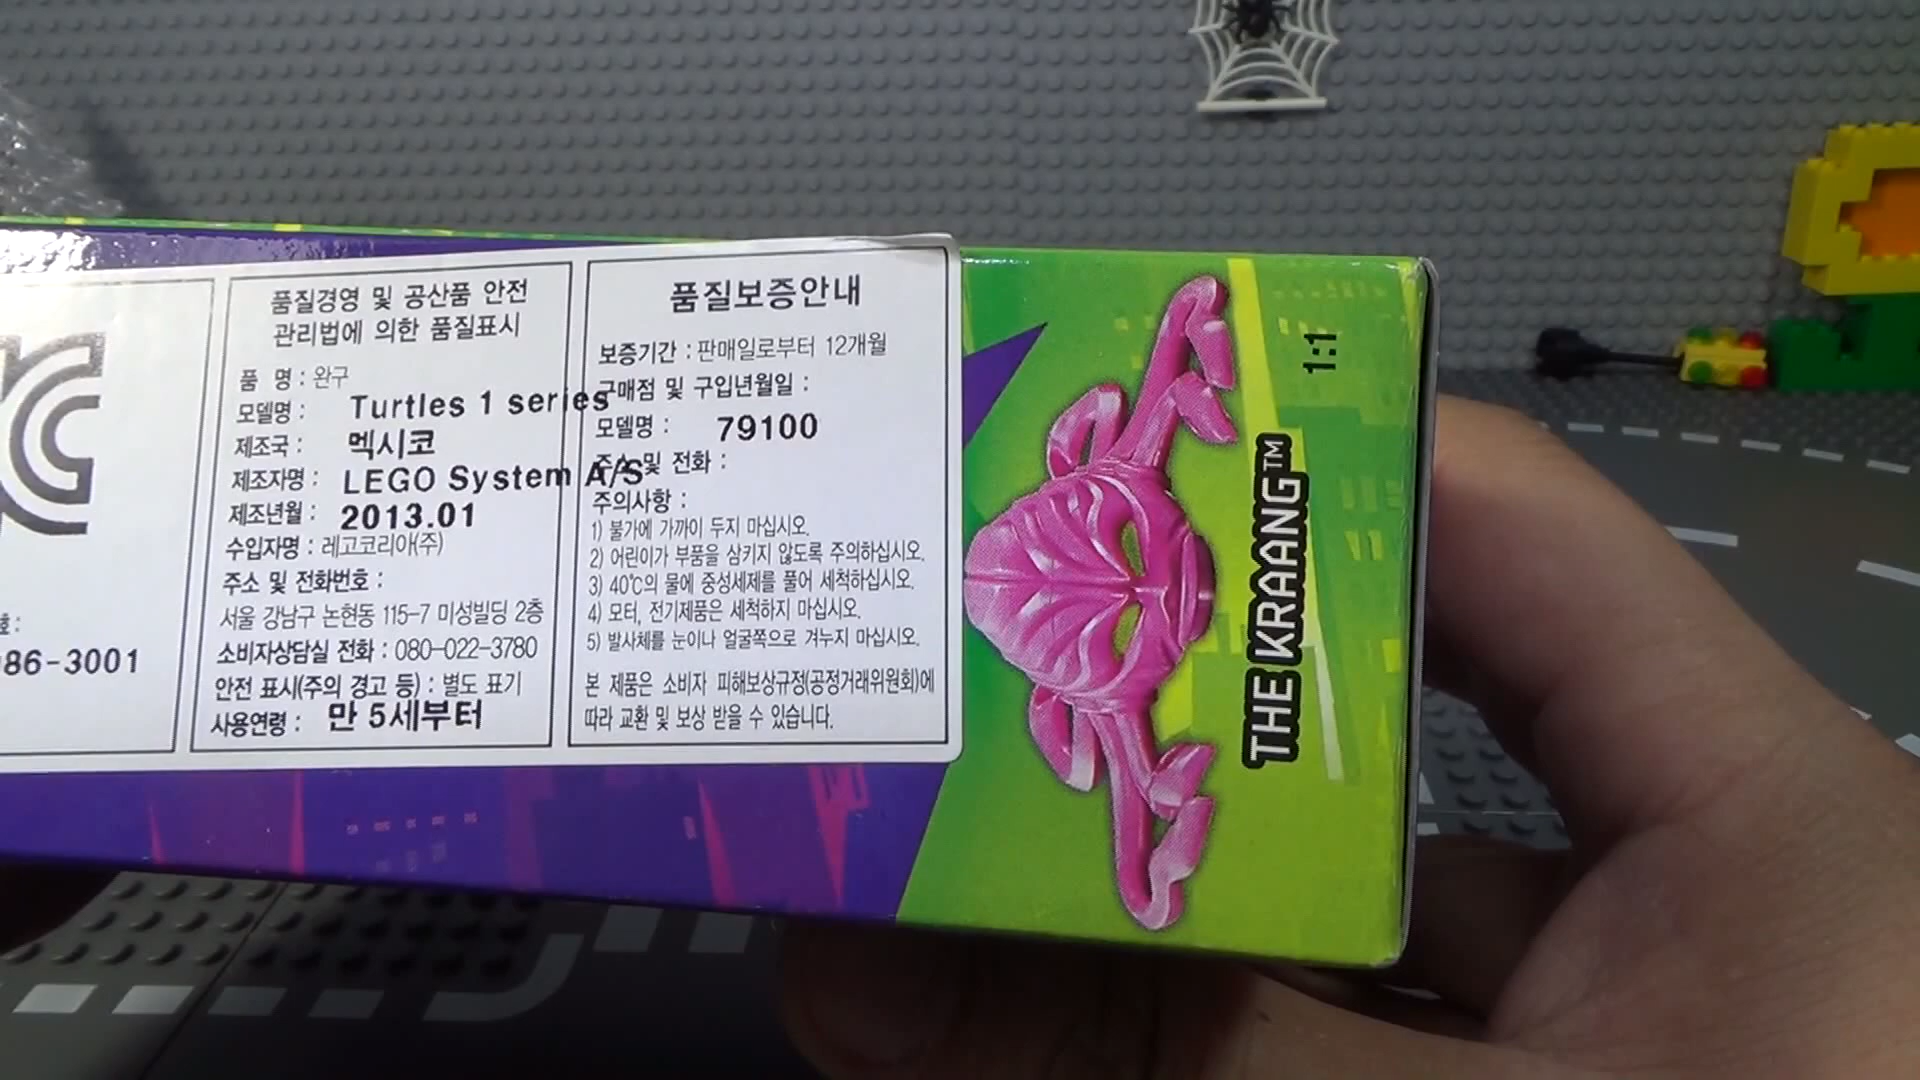 호:
86-3001
품질경영 및 공산품 안전
관리법에 의한 품질표시
품 명 : 완구
모델명 : Turtles 1 series
제조국 : 멕시코
제조자명 : LEGO System A/S
제조년월 : 2013.01
수입자명 : 레고코리아(주)
주소 및 전화번호 :
서울 강남구 논현동 115-7 미성빌딩 2층
소비자상담실 전화 : 080-022-3780
안전 표시(주의 경고 등) : 별도 표기
사용연령 : 만 5세부터
품질보증안내
보증기간 : 판매일로부터 12개월
구매점 및 구입년월일 :
모델명 : 79100
주소 및 전화 :
주의사항 :
1) 불가에 가까이 두지 마십시오.
2) 어린이가 부품을 삼키지 않도록 주의하십시오.
3) 40℃의 물에 중성세제를 풀어 세척하십시오.
4) 모터, 전기제품은 세척하지 마십시오.
5) 발사체를 눈이나 얼굴쪽으로 겨누지 마십시오.
본 제품은 소비자 피해보상규정(공정거래위원회)에
따라 교환 및 보상 받을 수 있습니다.
1:1
THE KRAANG™